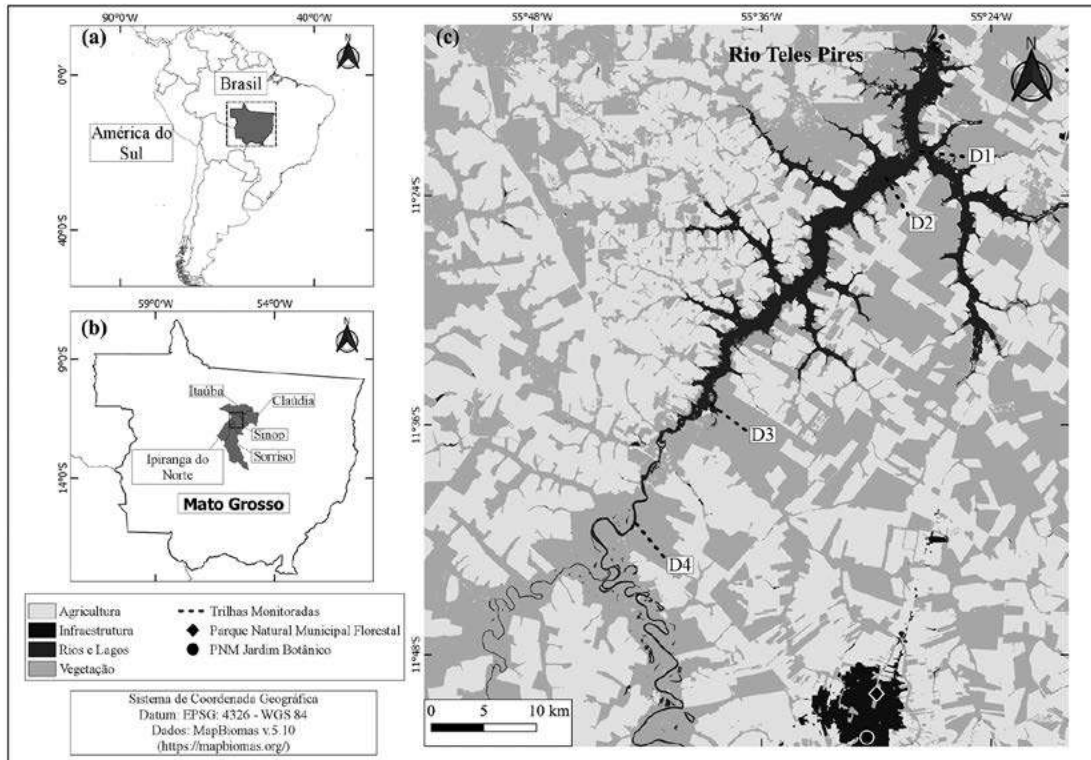 90°0'W
40°0'W
(a)
N
0°0'
Brasil
América do
Sul
40°0'S
59°0'W
54°0'W
(b)
N
9°0'S
Itaúba
Claúdia
Sinop
Ipiranga do
Norte
Sorriso
14°0'S
Mato Grosso
Agricultura
Infraestrutura
Rios e Lagos
Vegetação
Trilhas Monitoradas
Parque Natural Municipal Florestal
PNM Jardim Botânico
Sistema de Coordenada Geográfica
Datum: EPSG: 4326 - WGS 84
Dados: MapBiomas v.5.10
(https://mapbiomas.org/)
55°48'W
55°36'W
55°24'W
(c)
Rio Teles Pires
N
D1
11°24'S
D2
11°36'S
D3
D4
11°48'S
0 5 10 km